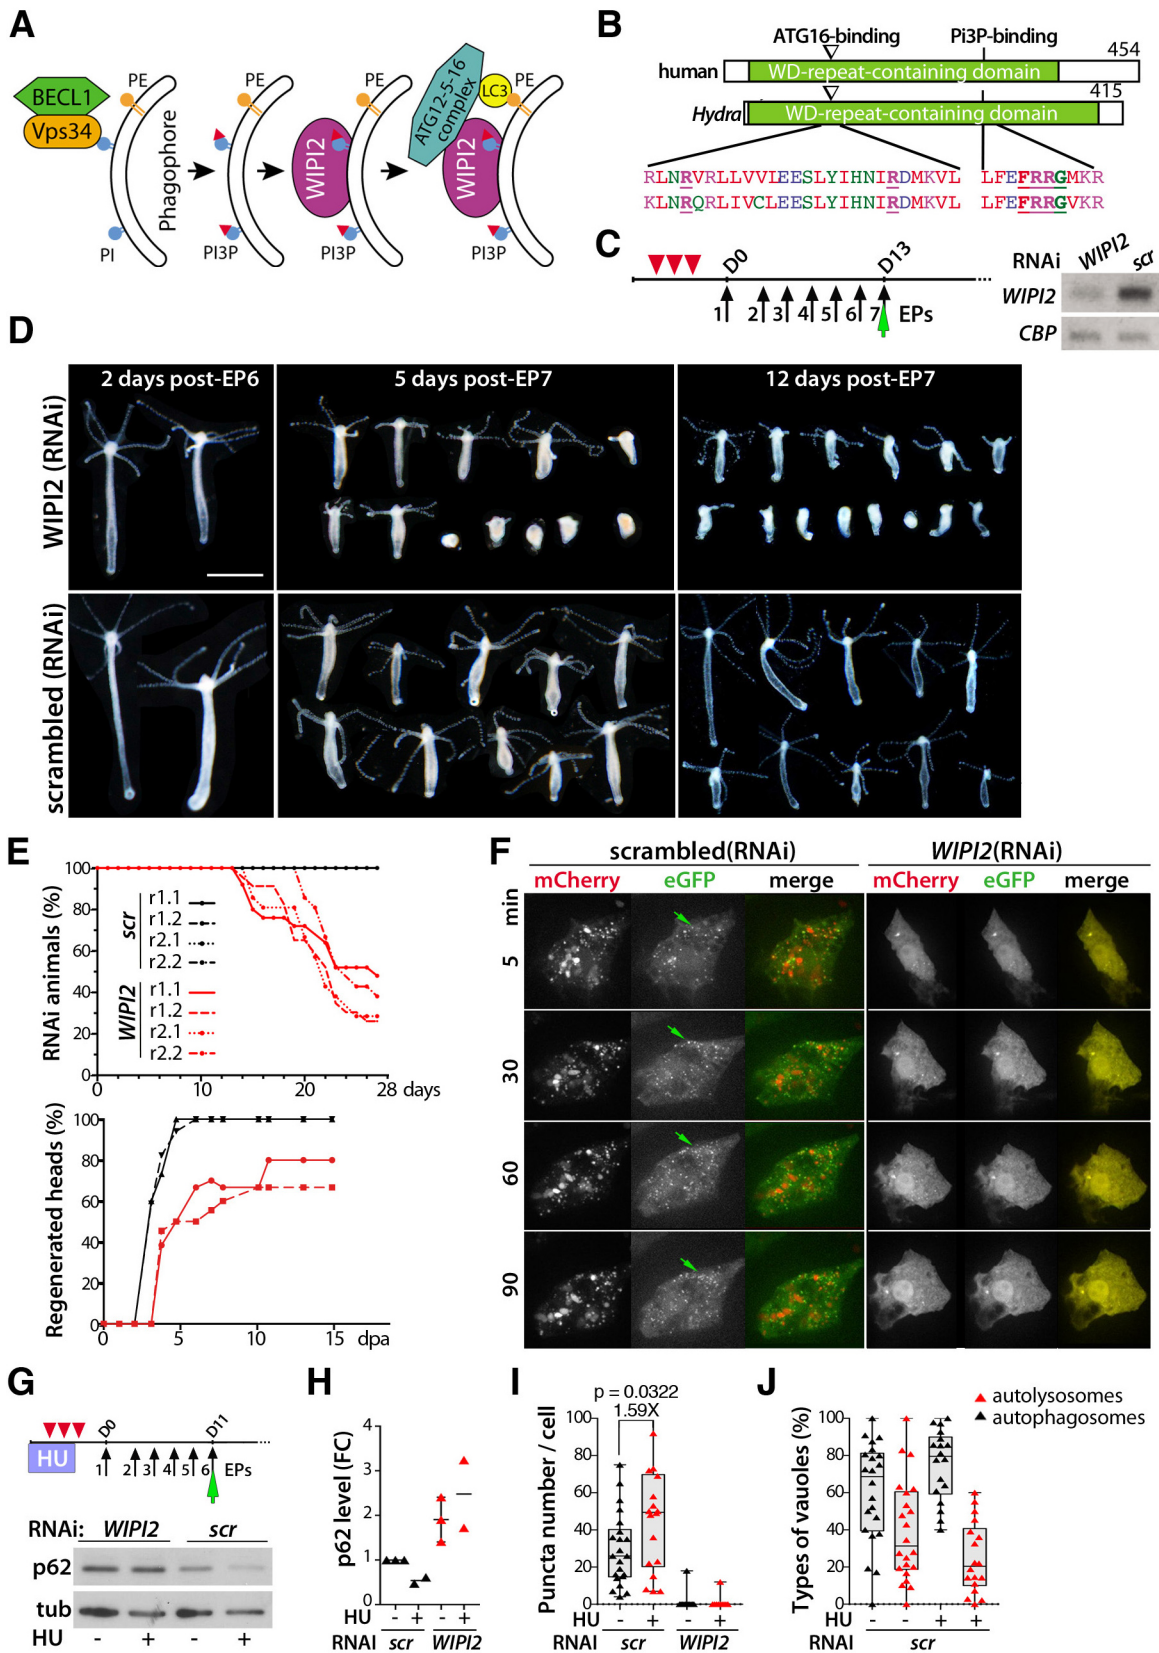 A
BECL1
Vps34
PE
PI
Phagophore
PE
PI3P
PE
WIPI2
PI3P
ATG12-5-16
complex
LC3
PE
WIPI2
PI3P
B
ATG16-binding
Pi3P-binding
454
human
WD-repeat-containing domain
415
Hydra
WD-repeat-containing domain
RLNRVRLLVVLEESLYIHNIRDMKVL LFEFRRGMKR
KLNRQRLIVCLEESLYIHNIRDMKVL LFEFRRGVKR
C
D0
D13
1 2 3 4 5 6 7 EPs
RNAi WIPI2 scr
WIPI2
CBP
D
2 days post-EP6
5 days post-EP7
12 days post-EP7
WIPI2 (RNAi)
scrambled (RNAi)
E
RNAi animals (%)
100
80
60
40
20
0
scr
r1.1
r1.2
r2.1
r2.2
WIPI2
r1.1
r1.2
r2.1
r2.2
0 10 20 28 days
Regenerated heads (%)
100
80
60
40
20
0
0 5 10 15 dpa
F
scrambled(RNAi)
WIPI2(RNAi)
mCherry eGFP merge mCherry eGFP merge
min
5
30
60
90
G
D0
D11
HU
1 2 3 4 5 6 EPs
RNAi: WIPI2 scr
p62
tub
HU - + - +
H
p62 level (FC)
4
3
2
1
0
HU - + - +
RNAI scr WIPI2
I
p = 0.0322
1.59X
Puncta number / cell
100
80
60
40
20
0
HU - + - +
RNAI scr WIPI2
J
autolysosomes
autophagosomes
Types of vauoles (%)
100
80
60
40
20
0
HU - - + +
RNAI scr